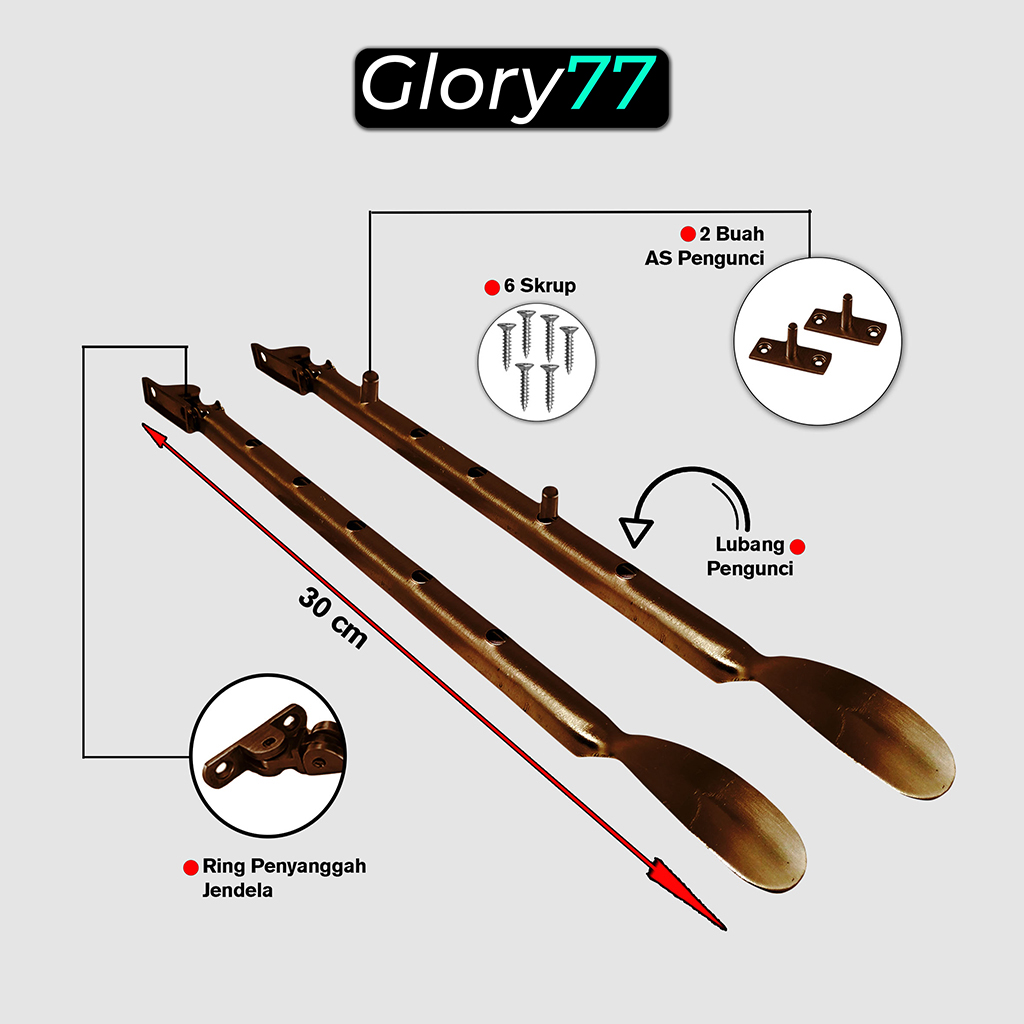 Glory77
2 Buah
AS Pengunci
6 Skrup
Lubang
Pengunci
30 cm
Ring Penyanggah
Jendela